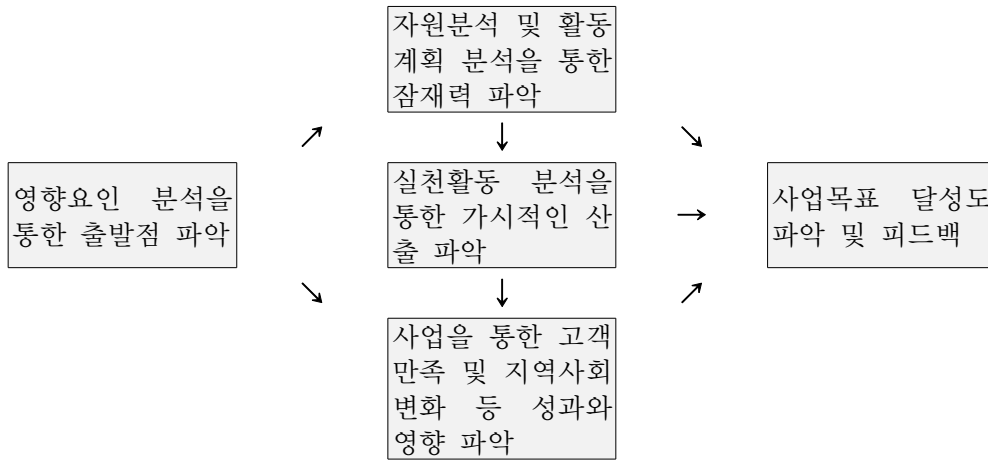 자원분석 및 활동
계획 분석을 통한
잠재력 파악
영향요인 분석을
통한 출발점 파악
실천활동 분석을
통한 가시적인 산
출 파악
사업목표 달성도
파악 및 피드백
사업을 통한 고객
만족 및 지역사회
변화 등 성과와
영향 파악